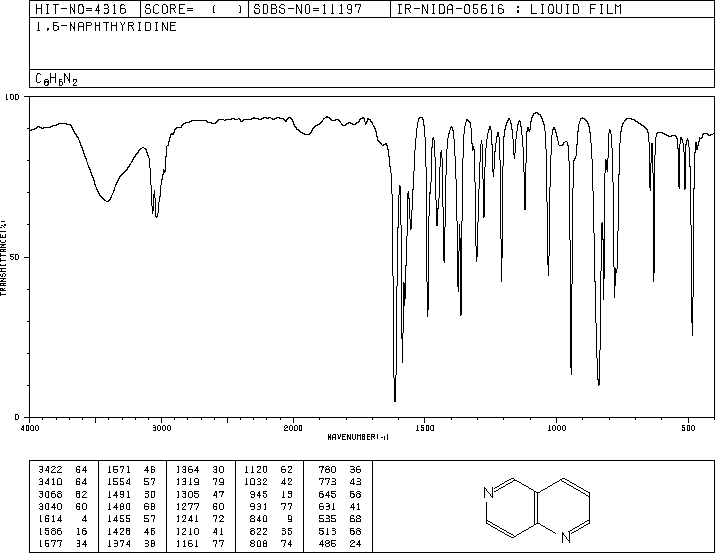 HIT-NO=4316 SCORE= ( ) SDBS-NO=11197 IR-NIDA-05616 : LIQUID FILM
1,6-NAPHTHYRIDINE
C8H6N2
100
50
0
TRANSMITTANCE(%)
4000 3000 2000 1500 1000 500
WAVENUMBER(-1)
3422 64 1571 46 1364 30 1120 62 780 36
3410 64 1554 57 1319 79 1032 42 773 43
3068 62 1491 30 1305 47 945 13 645 68
3040 60 1480 68 1277 60 931 77 631 41
1614 4 1455 57 1241 72 840 9 535 68
1586 16 1428 46 1210 41 822 35 513 68
1577 34 1374 38 1161 77 808 74 486 24
N
N